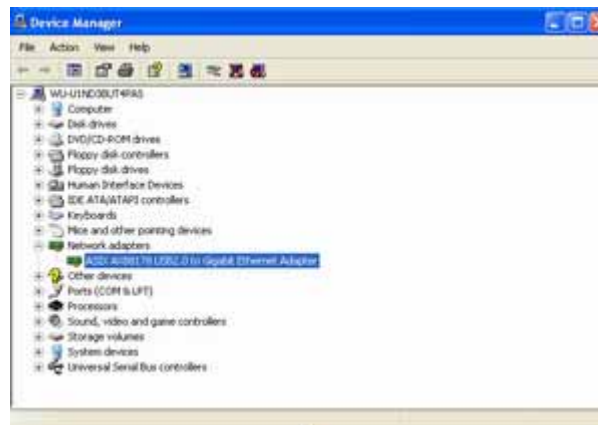 Device Manager
File Action View Help
Computer
Disk drives
DVD/CD-ROM drives
Floppy disk controllers
Floppy disk drives
Human Interface Devices
IDE ATA/ATAPI controllers
Keyboards
Mice and other pointing devices
Network adapters
ASIX AX88178 USB2.0 to Gigabit Ethernet Adapter
Other devices
Ports (COM & LPT)
Processors
Sound, video and game controllers
Storage volumes
System devices
Universal Serial Bus controllers